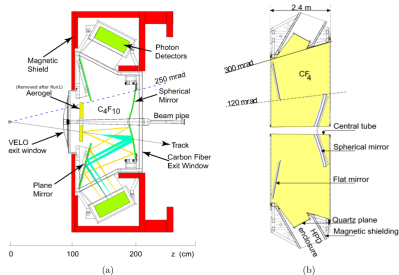 Magnetic
Shield
Photon
Detectors
250 mrad
(Removed after Run1)
Aerogel
C4F10
Spherical
Mirror
Beam pipe
VELO
exit window
Track
Carbon Fiber
Exit Window
Plane
Mirror
0
100
200
z (cm)
(a)
2.4 m
300 mrad
CF4
120 mrad
Central tube
Spherical mirror
Flat mirror
Quartz plane
HPD
enclosure
Magnetic shielding
(b)